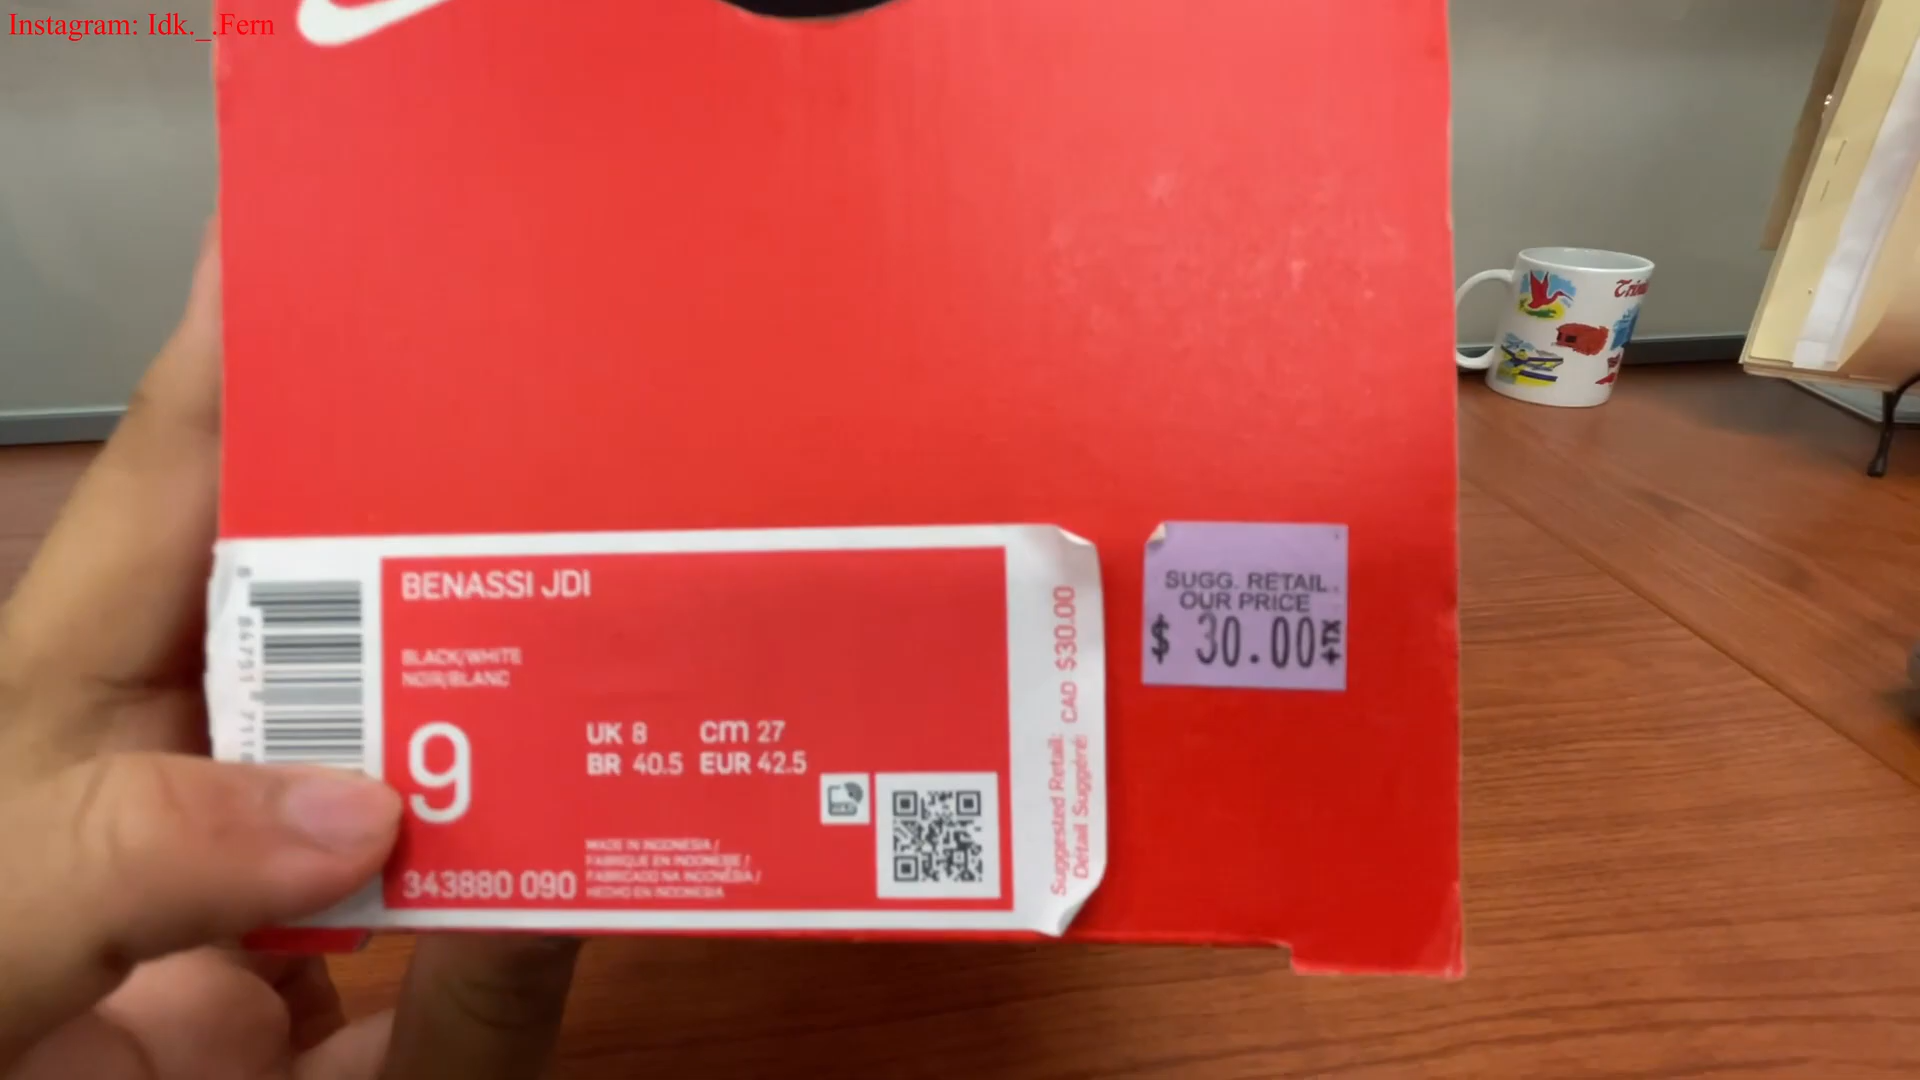 Instagram: Idk._.Fern
BENASSI JDI
BLACK/WHITE
NOIR/BLANC
9
UK 8 cm 27
BR 40.5 EUR 42.5
343880 090
MADE IN INDONESIA /
FABRIQUE EN INDONESIE /
FABRICADO NA INDONÉSIA /
HECHO EN INDONESIA
Suggested Retail: CAD $30.00
Détail Suggéré:
SUGG. RETAIL.
OUR PRICE
$ 30.00 +TX